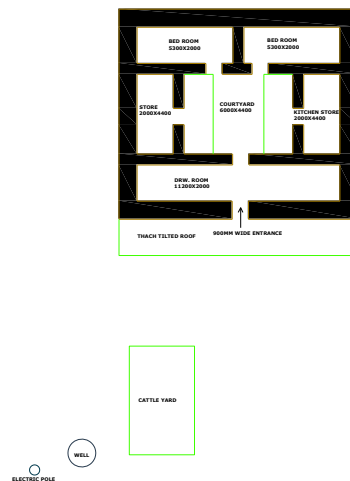 BED ROOM
5300X2000
BED ROOM
5300X2000
STORE
2000X4400
COURTYARD
6000X4400
KITCHEN STORE
2000X4400
DRW. ROOM
11200X2000
THACH TILTED ROOF
900MM WIDE ENTRANCE
CATTLE YARD
WELL
ELECTRIC POLE